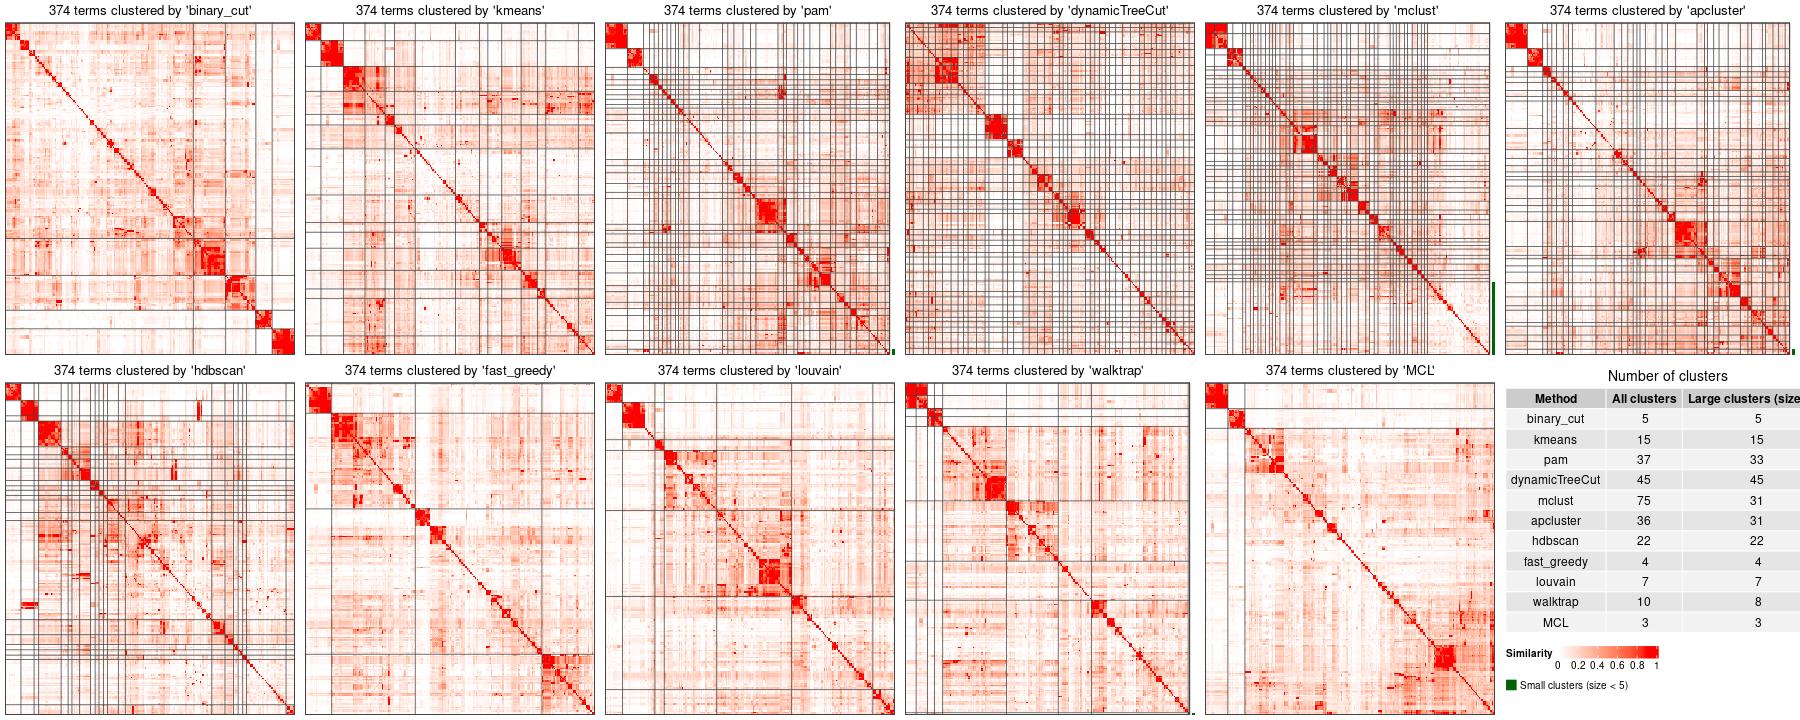 374 terms clustered by 'binary_cut'
374 terms clustered by 'kmeans'
374 terms clustered by 'pam'
374 terms clustered by 'dynamicTreeCut'
374 terms clustered by 'mclust'
374 terms clustered by 'apcluster'
374 terms clustered by 'hdbscan'
374 terms clustered by 'fast_greedy'
374 terms clustered by 'louvain'
374 terms clustered by 'walktrap'
374 terms clustered by 'MCL'
Number of clusters
Method All clusters Large clusters (size
binary_cut 5 5
kmeans 15 15
pam 37 33
dynamicTreeCut 45 45
mclust 75 31
apcluster 36 31
hdbscan 22 22
fast_greedy 4 4
louvain 7 7
walktrap 10 8
MCL 3 3
Similarity
0 0.2 0.4 0.6 0.8 1
Small clusters (size < 5)